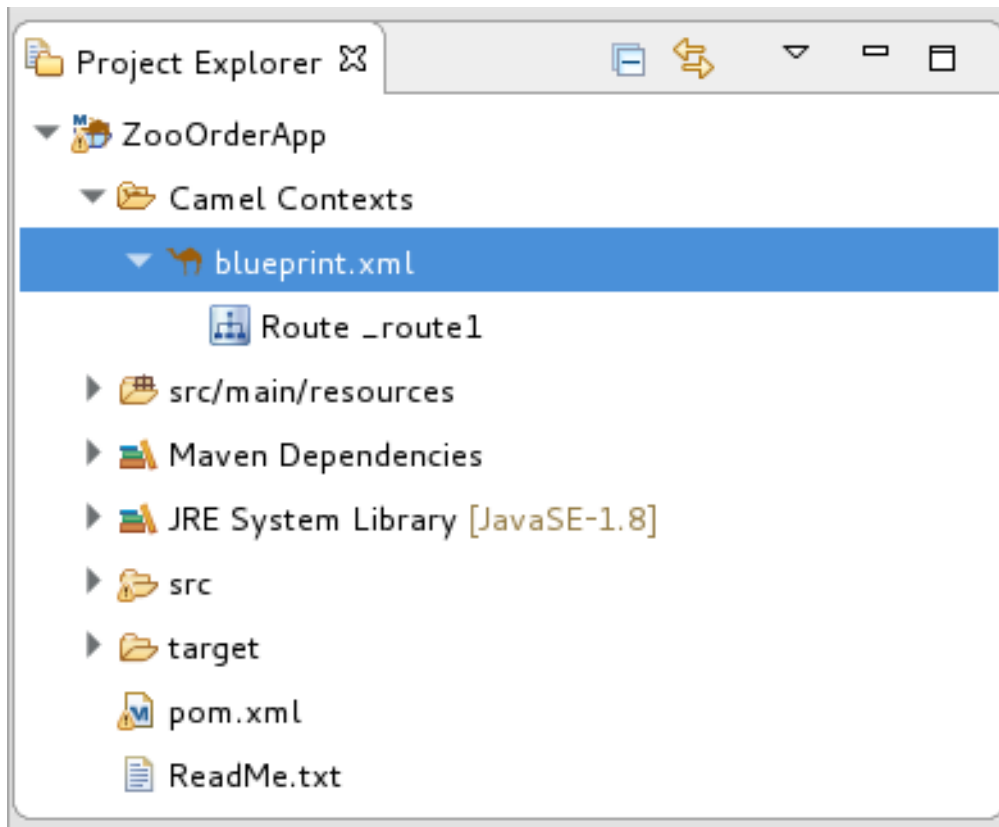 Project Explorer
ZooOrderApp
Camel Contexts
blueprint.xml
Route _route1
src/main/resources
Maven Dependencies
JRE System Library [JavaSE-1.8]
src
target
pom.xml
ReadMe.txt